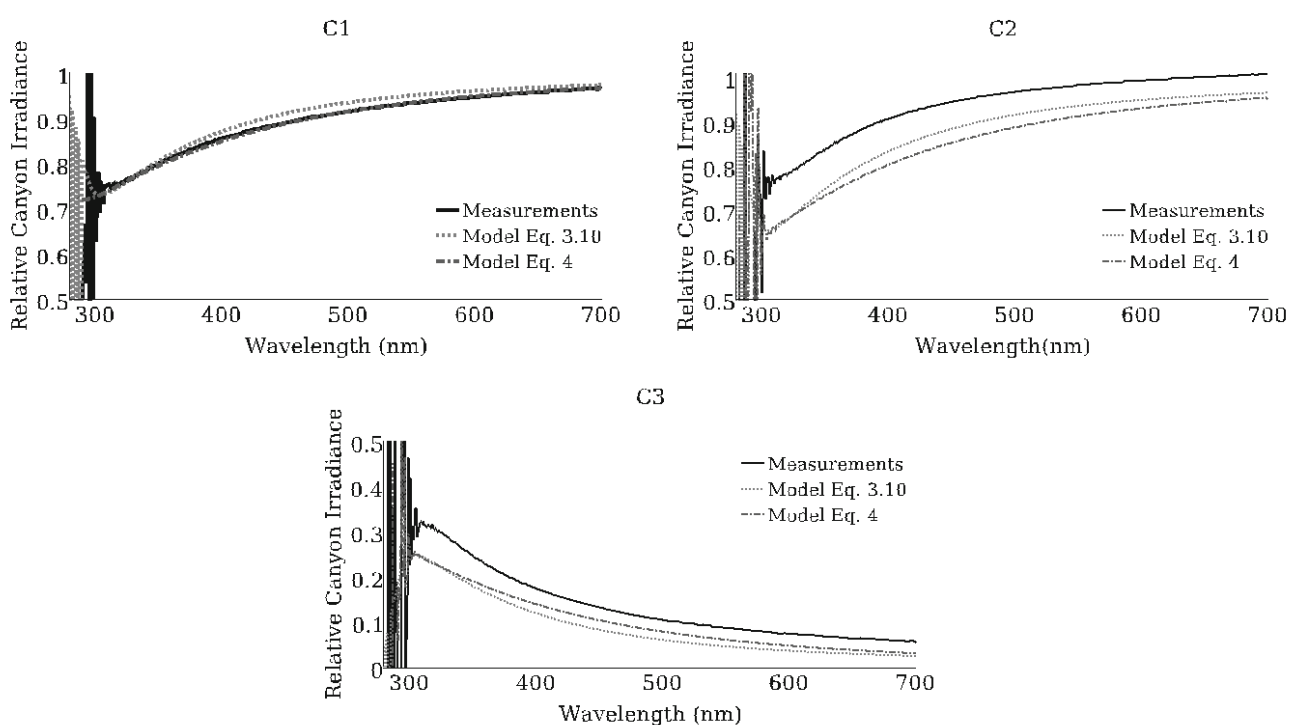 C1
Relative Canyon Irradiance
1
0.9
0.8
0.7
0.6
0.5
300 400 500 600 700
Wavelength (nm)
Measurements
Model Eq. 3.10
Model Eq. 4
C2
Relative Canyon Irradiance
1
0.9
0.8
0.7
0.6
0.5
300 400 500 600 700
Wavelength(nm)
Measurements
Model Eq. 3.10
Model Eq. 4
C3
Relative Canyon Irradiance
0.5
0.4
0.3
0.2
0.1
0
300 400 500 600 700
Wavelength (nm)
Measurements
Model Eq. 3.10
Model Eq. 4